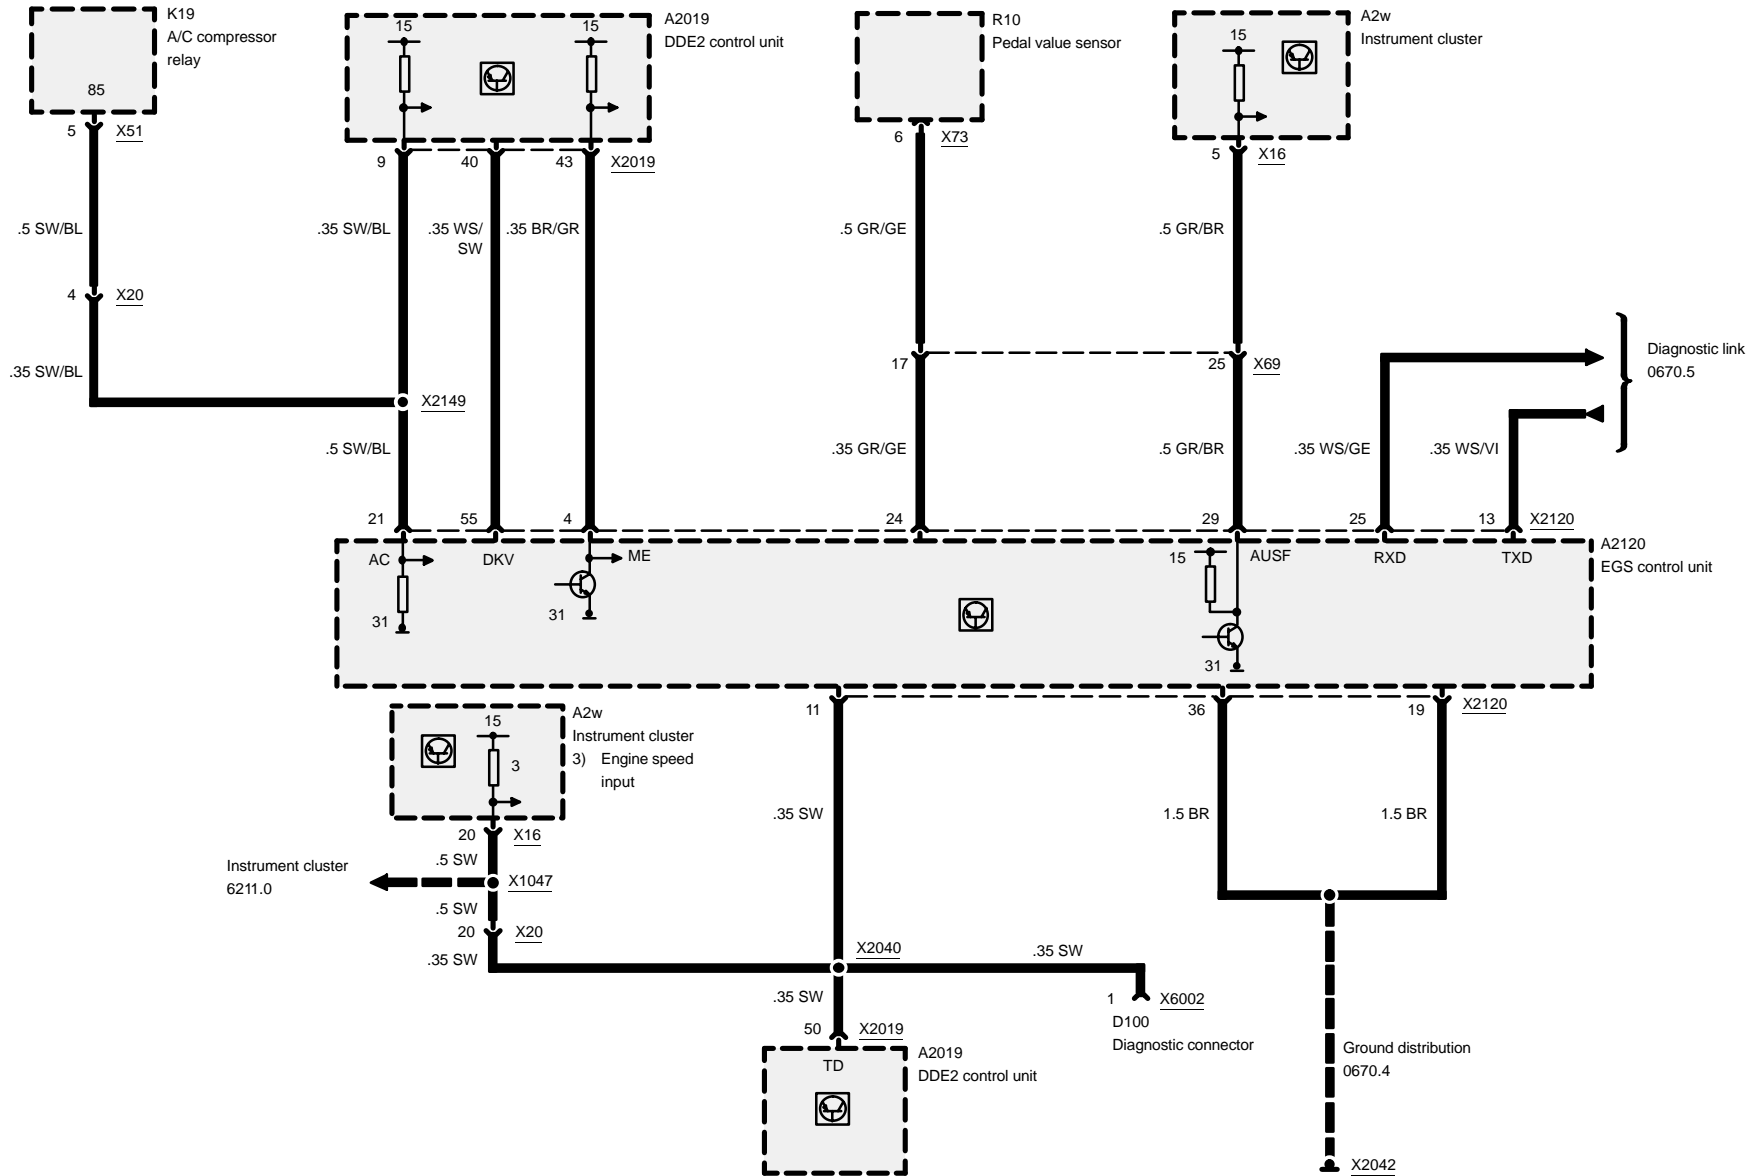 K19
A/C compressor
relay
85
5 X51
.5 SW/BL
4 X20
.35 SW/BL
15 15
A2019
DDE2 control unit
9 40 43 X2019
.35 SW/BL .35 WS/
SW
.35 BR/GR
X2149
.5 SW/BL
R10
Pedal value sensor
6 X73
.5 GR/GE
17
.35 GR/GE
15
A2w
Instrument cluster
5 X16
.5 GR/BR
25 X69
.5 GR/BR
.35 WS/GE .35 WS/VI
Diagnostic link
0670.5
21 55 4 24 29 25 13 X2120
AC DKV ME 15 AUSF RXD TXD
A2120
EGS control unit
31 31 31
11 36 19 X2120
15
3
A2w
Instrument cluster
3) Engine speed
input
20 X16
.5 SW
Instrument cluster
6211.0
X1047
.5 SW
20 X20
.35 SW
.35 SW
X2040
.35 SW
.35 SW
1 X6002
D100
Diagnostic connector
50 X2019
TD
A2019
DDE2 control unit
1.5 BR 1.5 BR
Ground distribution
0670.4
X2042